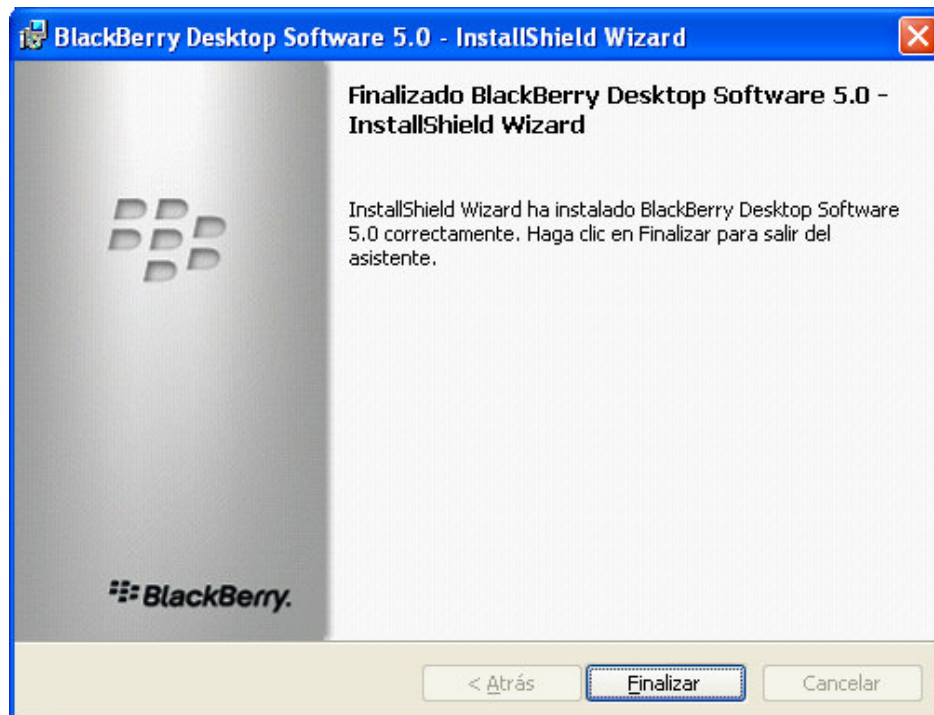 BlackBerry Desktop Software 5.0 - InstallShield Wizard
Finalizado BlackBerry Desktop Software 5.0 -
InstallShield Wizard
InstallShield Wizard ha instalado BlackBerry Desktop Software
5.0 correctamente. Haga clic en Finalizar para salir del
asistente.
BlackBerry.
< Atrás
Finalizar
Cancelar